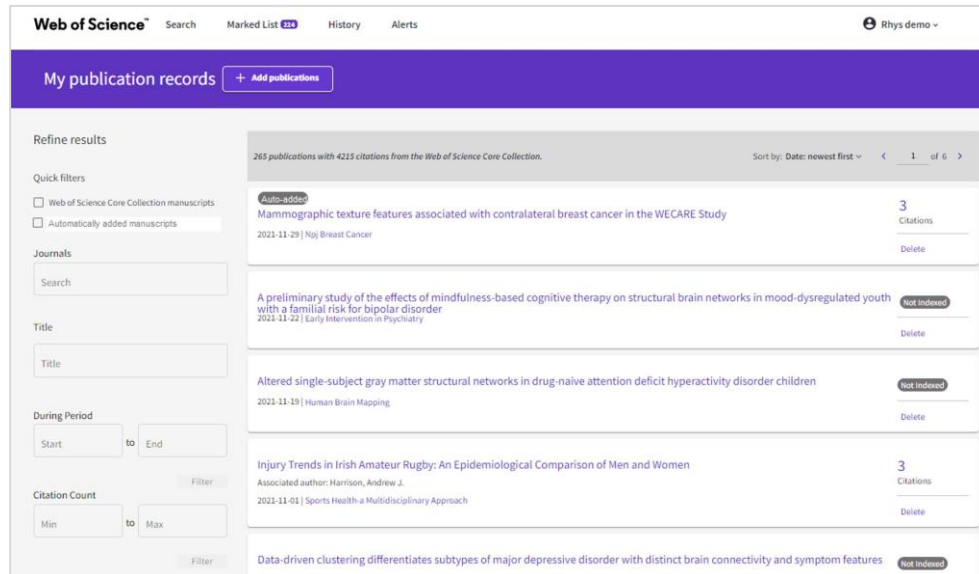 Web of Science™ Search Marked List 224 History Alerts Rhys demo
My publication records + Add publications
Refine results
Quick filters
Web of Science Core Collection manuscripts
Automatically added manuscripts
Journals
Search
Title
Title
During Period
Start to End
Filter
Citation Count
Min to Max
Filter
265 publications with 4215 citations from the Web of Science Core Collection. Sort by: Date: newest first < 1 of 6 >
Auto-added
Mammographic texture features associated with contralateral breast cancer in the WECARE Study
2021-11-29 | Npj Breast Cancer
3
Citations
Delete
A preliminary study of the effects of mindfulness-based cognitive therapy on structural brain networks in mood-dysregulated youth
with a familial risk for bipolar disorder
2021-11-22 | Early Intervention in Psychiatry
Not Indexed
Delete
Altered single-subject gray matter structural networks in drug-naive attention deficit hyperactivity disorder children
2021-11-19 | Human Brain Mapping
Not Indexed
Delete
Injury Trends in Irish Amateur Rugby: An Epidemiological Comparison of Men and Women
Associated author: Harrison, Andrew J.
2021-11-01 | Sports Health-a Multidisciplinary Approach
3
Citations
Delete
Data-driven clustering differentiates subtypes of major depressive disorder with distinct brain connectivity and symptom features
Not Indexed